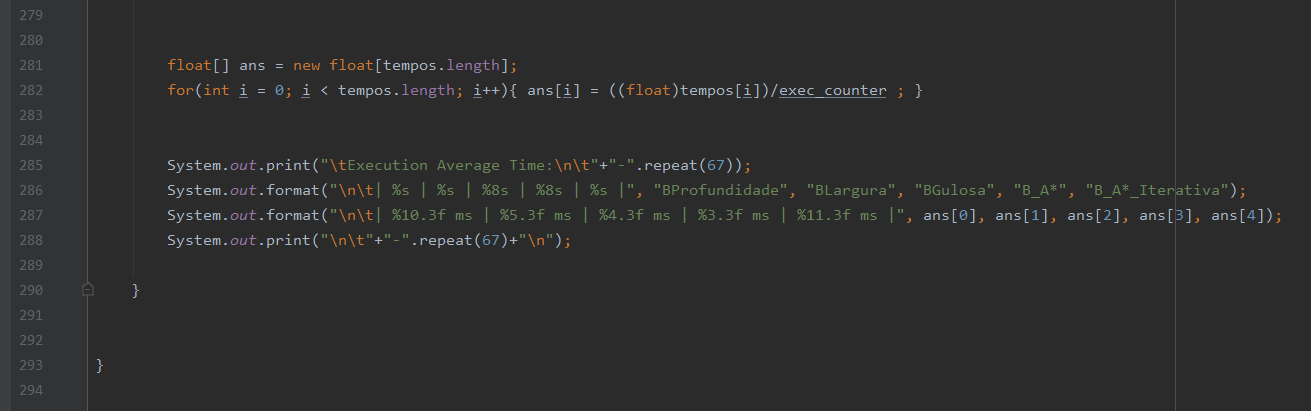 279
280
281 float[] ans = new float[tempos.length];
282 for(int i = 0; i < tempos.length; i++){ ans[i] = ((float)tempos[i])/exec_counter ; }
283
284
285 System.out.print("\tExecution Average Time:\n\t"+"-".repeat(67));
286 System.out.format("\n\t| %s | %s | %8s | %8s | %s |", "BProfundidade", "BLargura", "BGulosa", "B_A*", "B_A*_Iterativa");
287 System.out.format("\n\t| %10.3f ms | %5.3f ms | %4.3f ms | %3.3f ms | %11.3f ms |", ans[0], ans[1], ans[2], ans[3], ans[4]);
288 System.out.print("\n\t"+"-".repeat(67)+"\n");
289
290 }
291
292
293 }
294